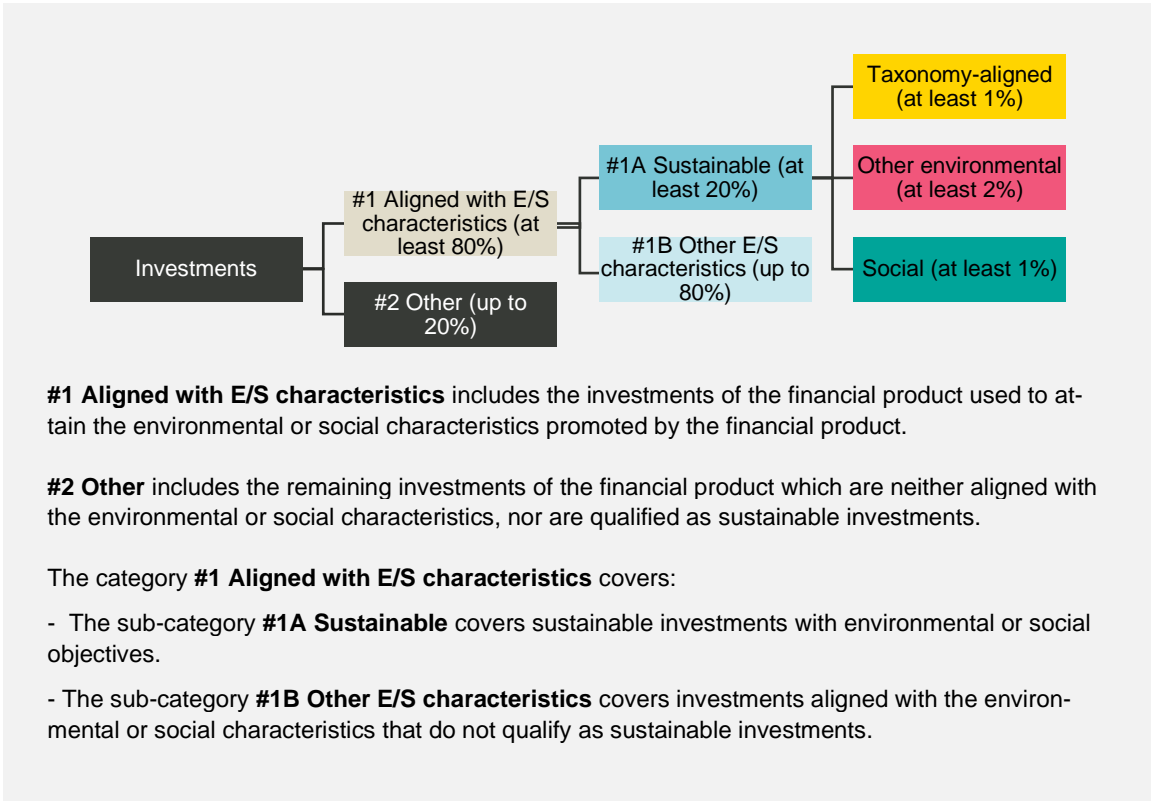 Taxonomy-aligned
(at least 1%)
#1A Sustainable (at
least 20%)
Other environmental
(at least 2%)
#1 Aligned with E/S
characteristics (at
least 80%)
#1B Other E/S
characteristics (up to
80%)
Investments
Social (at least 1%)
#2 Other (up to
20%)
#1 Aligned with E/S characteristics includes the investments of the financial product used to at-
tain the environmental or social characteristics promoted by the financial product.
#2 Other includes the remaining investments of the financial product which are neither aligned with
the environmental or social characteristics, nor are qualified as sustainable investments.
The category #1 Aligned with E/S characteristics covers:
- The sub-category #1A Sustainable covers sustainable investments with environmental or social
objectives.
- The sub-category #1B Other E/S characteristics covers investments aligned with the environ-
mental or social characteristics that do not qualify as sustainable investments.